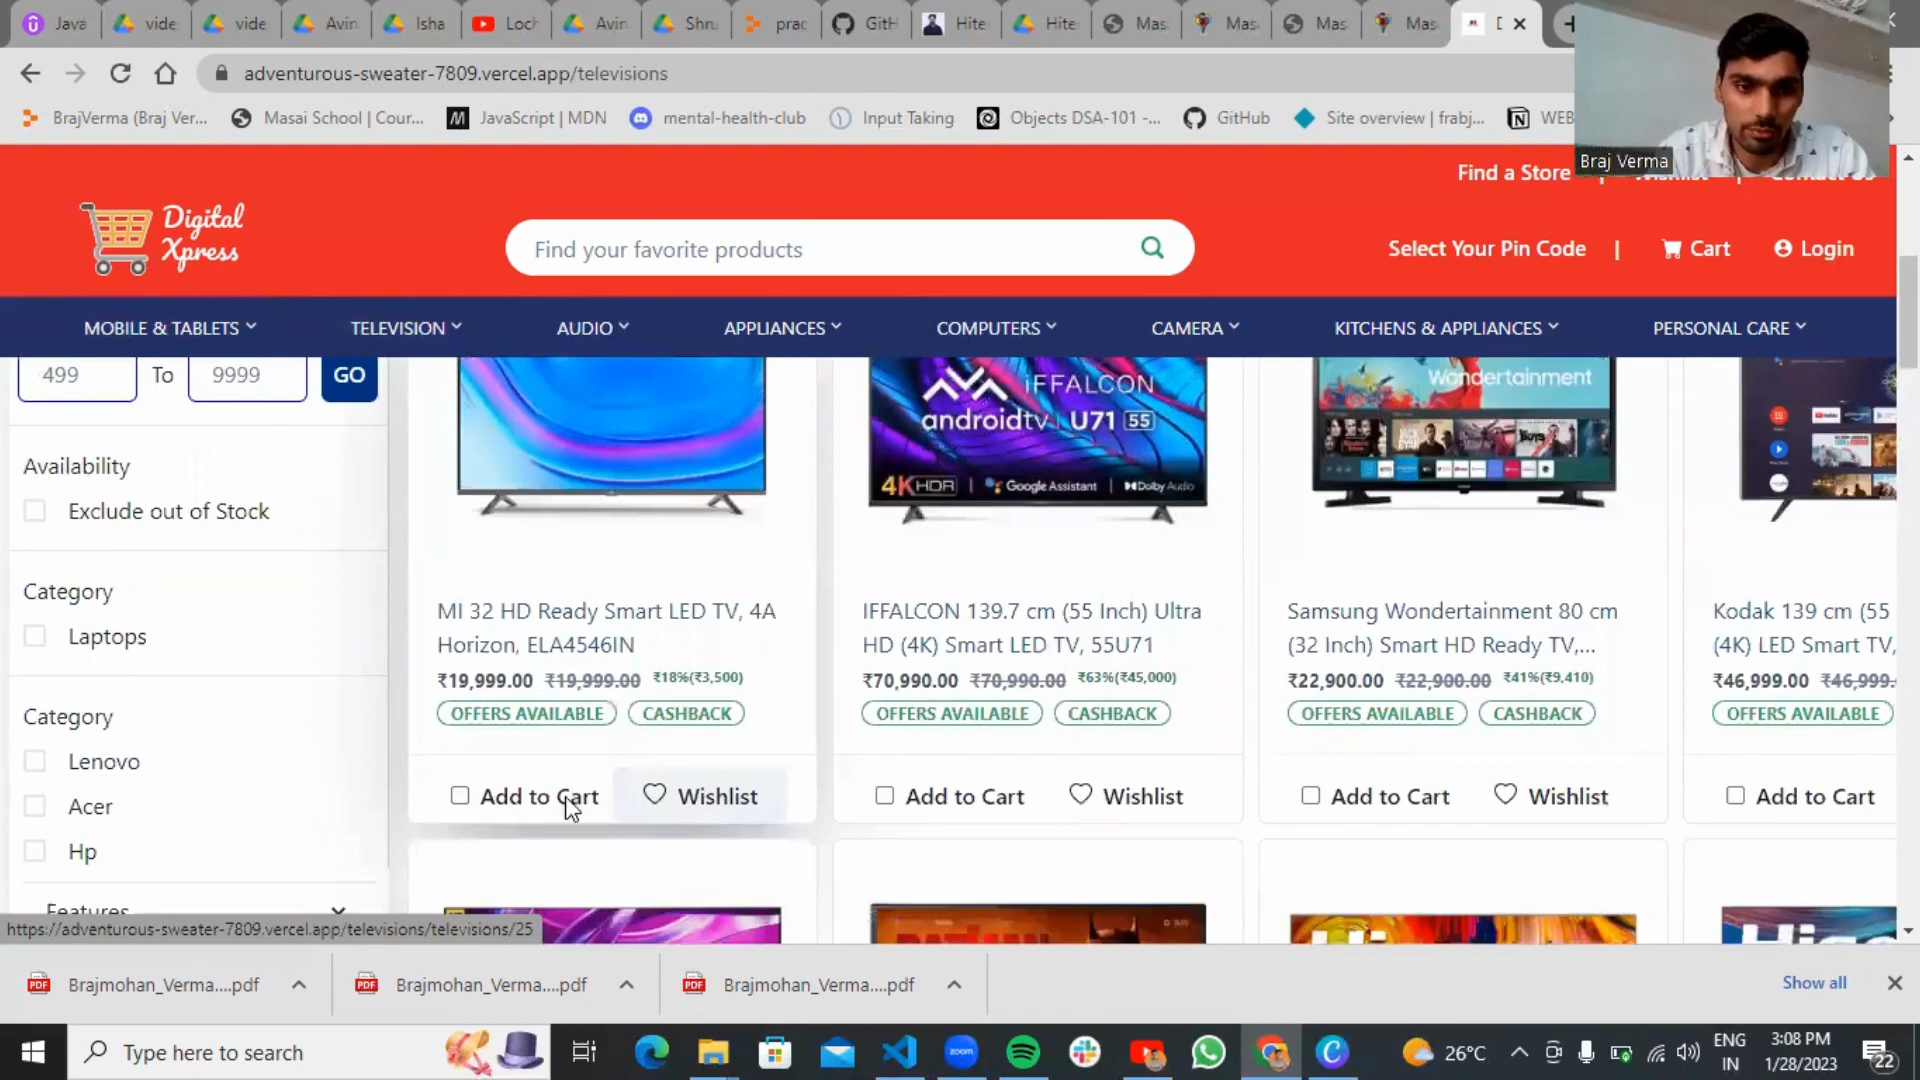 Java
vide
vide
Avin
Isha
Loch
Avin
Shru
prac
GitH
Hite
Hite
Mas
Mas
Mas
Mas
adventurous-sweater-7809.vercel.app/televisions
BrajVerma (Braj Ver...
Masai School | Cour...
JavaScript | MDN
mental-health-club
Input Taking
Objects DSA-101 -...
GitHub
Site overview | frabj...
WEB
Braj Verma
Find a Store
Digital
Xpress
Find your favorite products
Select Your Pin Code | Cart Login
MOBILE & TABLETS
TELEVISION
AUDIO
APPLIANCES
COMPUTERS
CAMERA
KITCHENS & APPLIANCES
PERSONAL CARE
499 To 9999 GO
Availability
Exclude out of Stock
Category
Laptops
Category
Lenovo
Acer
Hp
Features
iFFALCON
androidtv U71 55
4K HDR | Google Assistant | Dolby Audio
Wondertainment
MI 32 HD Ready Smart LED TV, 4A
Horizon, ELA4546IN
₹19,999.00 ₹19,999.00 ₹18%(₹3,500)
OFFERS AVAILABLE CASHBACK
Add to Cart Wishlist
IFFALCON 139.7 cm (55 Inch) Ultra
HD (4K) Smart LED TV, 55U71
₹70,990.00 ₹70,990.00 ₹63%(₹45,000)
OFFERS AVAILABLE CASHBACK
Add to Cart Wishlist
Samsung Wondertainment 80 cm
(32 Inch) Smart HD Ready TV,...
₹22,900.00 ₹22,900.00 ₹41%(₹9,410)
OFFERS AVAILABLE CASHBACK
Add to Cart Wishlist
Kodak 139 cm (55
(4K) LED Smart TV,
₹46,999.00 ₹46,999.
OFFERS AVAILABLE
Add to Cart
https://adventurous-sweater-7809.vercel.app/televisions/televisions/25
Brajmohan_Verma....pdf
Brajmohan_Verma....pdf
Brajmohan_Verma....pdf
Show all
Type here to search
zoom
26°C
ENG
IN
3:08 PM
1/28/2023
22